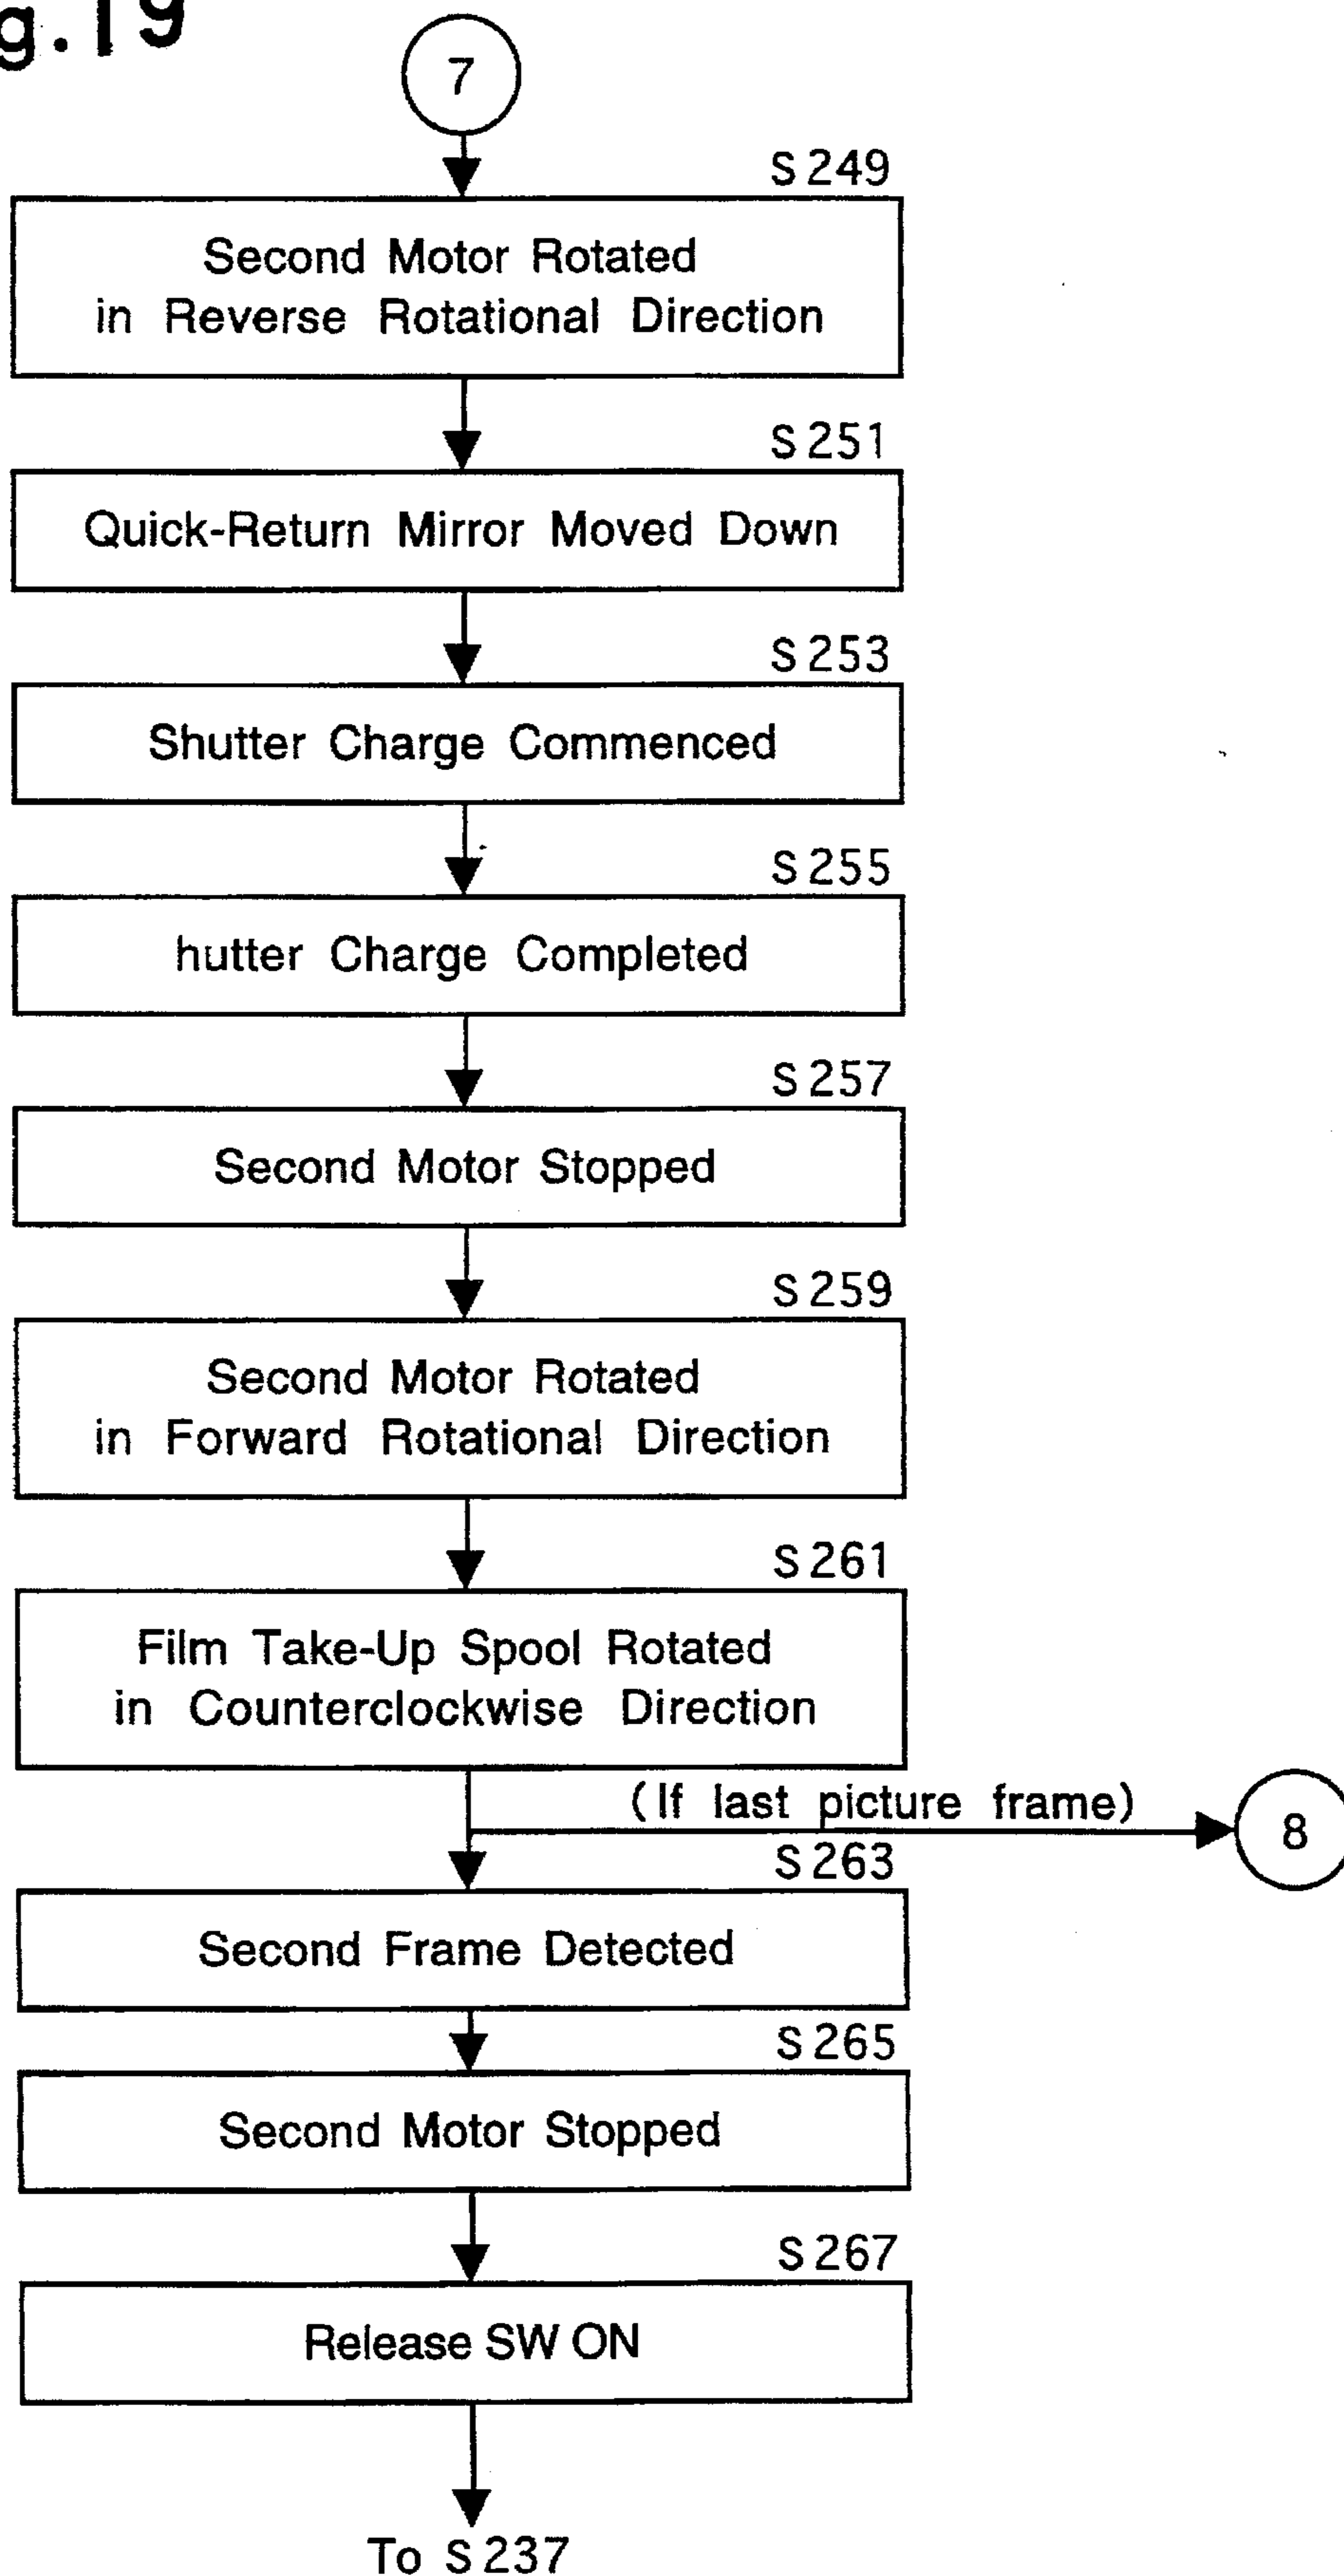 g.19
7
S249
Second Motor Rotated
in Reverse Rotational Direction
S251
Quick-Return Mirror Moved Down
S253
Shutter Charge Commenced
S255
hutter Charge Completed
S257
Second Motor Stopped
S259
Second Motor Rotated
in Forward Rotational Direction
S261
Film Take-Up Spool Rotated
in Counterclockwise Direction
(If last picture frame)
8
S263
Second Frame Detected
S265
Second Motor Stopped
S267
Release SW ON
To S237